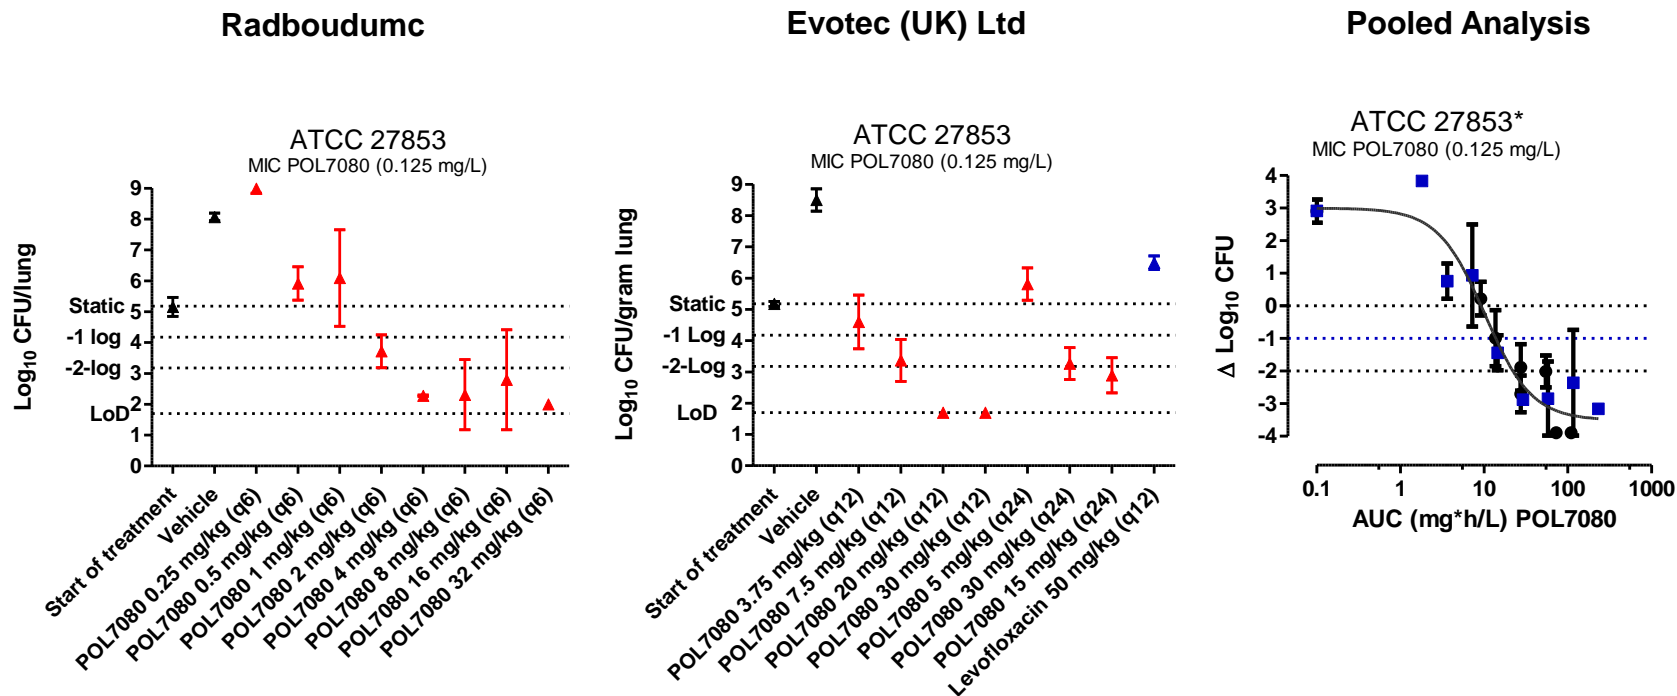 Radboudumc
ATCC 27853
MIC POL7080 (0.125 mg/L)
Log10 CFU/lung
9
8
7
6
5
4
3
2
1
0
Static
-1 log
-2-log
LoD
Start of treatment
Vehicle
POL7080 0.25 mg/kg (q6)
POL7080 0.5 mg/kg (q6)
POL7080 1 mg/kg (q6)
POL7080 2 mg/kg (q6)
POL7080 4 mg/kg (q6)
POL7080 8 mg/kg (q6)
POL7080 16 mg/kg (q6)
POL7080 32 mg/kg (q6)
Evotec (UK) Ltd
ATCC 27853
MIC POL7080 (0.125 mg/L)
Log10 CFU/gram lung
9
8
7
6
5
4
3
2
1
0
Static
-1 Log
-2-Log
LoD
Start of treatment
Vehicle
POL7080 3.75 mg/kg (q12)
POL7080 7.5 mg/kg (q12)
POL7080 20 mg/kg (q12)
POL7080 30 mg/kg (q12)
POL7080 5 mg/kg (q24)
POL7080 30 mg/kg (q24)
POL7080 15 mg/kg (q24)
Levofloxacin 50 mg/kg (q12)
Pooled Analysis
ATCC 27853*
MIC POL7080 (0.125 mg/L)
Δ Log10 CFU
4
3
2
1
0
-1
-2
-3
-4
0.1
1
10
100
1000
AUC (mg*h/L) POL7080